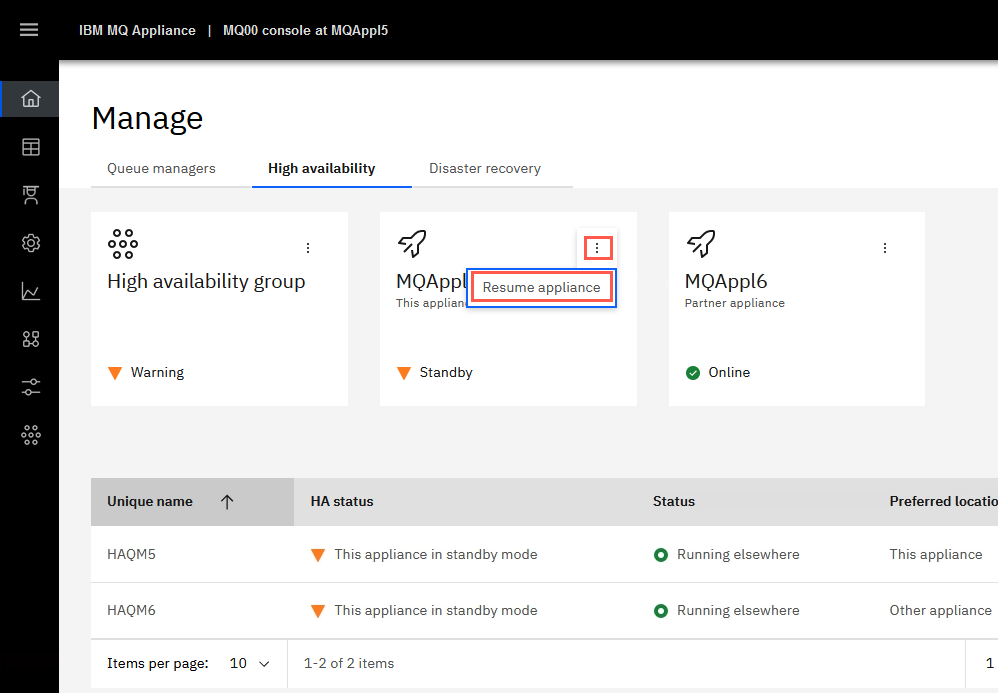 IBM MQ Appliance | MQ00 console at MQAppl5
Manage
Queue managers High availability Disaster recovery
High availability group
Warning
MQAppl
This applian
Resume appliance
Standby
MQAppl6
Partner appliance
Online
Unique name HA status Status Preferred locatio
HAQM5 This appliance in standby mode Running elsewhere This appliance
HAQM6 This appliance in standby mode Running elsewhere Other appliance
Items per page: 10 1-2 of 2 items 1